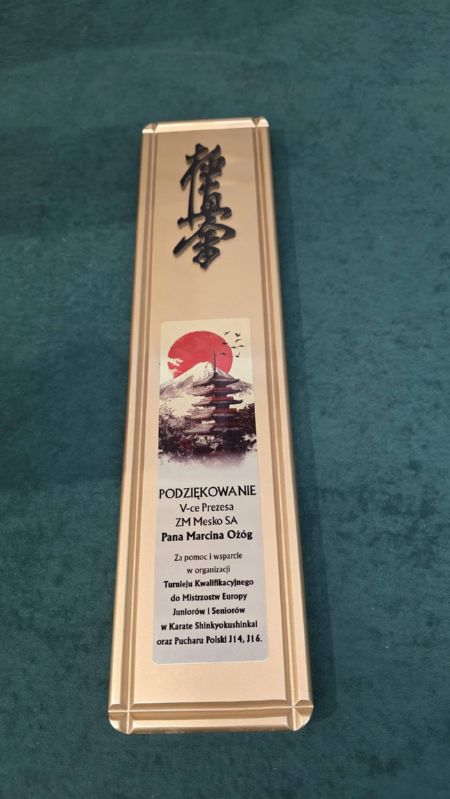 極真会
PODZIĘKOWANIE
V-ce Prezesa
ZM Mesko SA
Pana Marcina Ożóg
Za pomoc i wsparcie
w organizacji
Turnieju Kwalifikacyjnego
do Mistrzostw Europy
Juniorów i Seniorów
w Karate Shinkyokushinkai
oraz Pucharu Polski J14, J16.